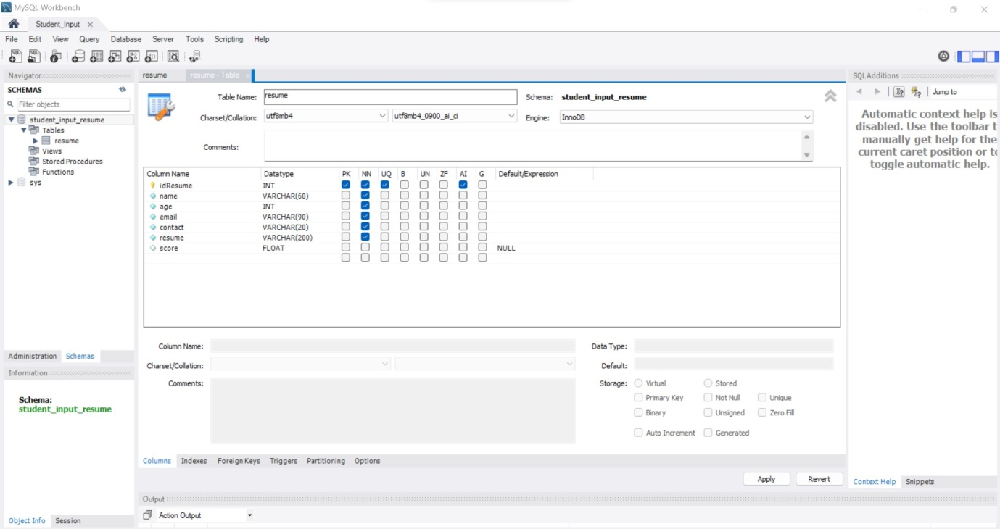 MySQL Workbench
Student_Input
File Edit View Query Database Server Tools Scripting Help
Navigator
SCHEMAS
Filter objects
student_input_resume
Tables
resume
Views
Stored Procedures
Functions
sys
Administration Schemas
Information
Schema:
student_input_resume
Object Info Session
resume resume - Table
Table Name: resume Schema: student_input_resume
Charset/Collation: utf8mb4 utf8mb4_0900_ai_ci Engine: InnoDB
Comments:
Column Name Datatype PK NN UQ B UN ZF AI G Default/Expression
idResume INT
name VARCHAR(60)
age INT
email VARCHAR(90)
contact VARCHAR(20)
resume VARCHAR(200)
score FLOAT NULL
Column Name: Data Type:
Charset/Collation: Default:
Comments: Storage: Virtual Stored
Primary Key Not Null Unique
Binary Unsigned Zero Fill
Auto Increment Generated
Columns Indexes Foreign Keys Triggers Partitioning Options
Apply Revert
Output
Action Output
SQLAdditions
Jump to
Automatic context help is
disabled. Use the toolbar t
manually get help for the
current caret position or to
toggle automatic help.
Context Help Snippets